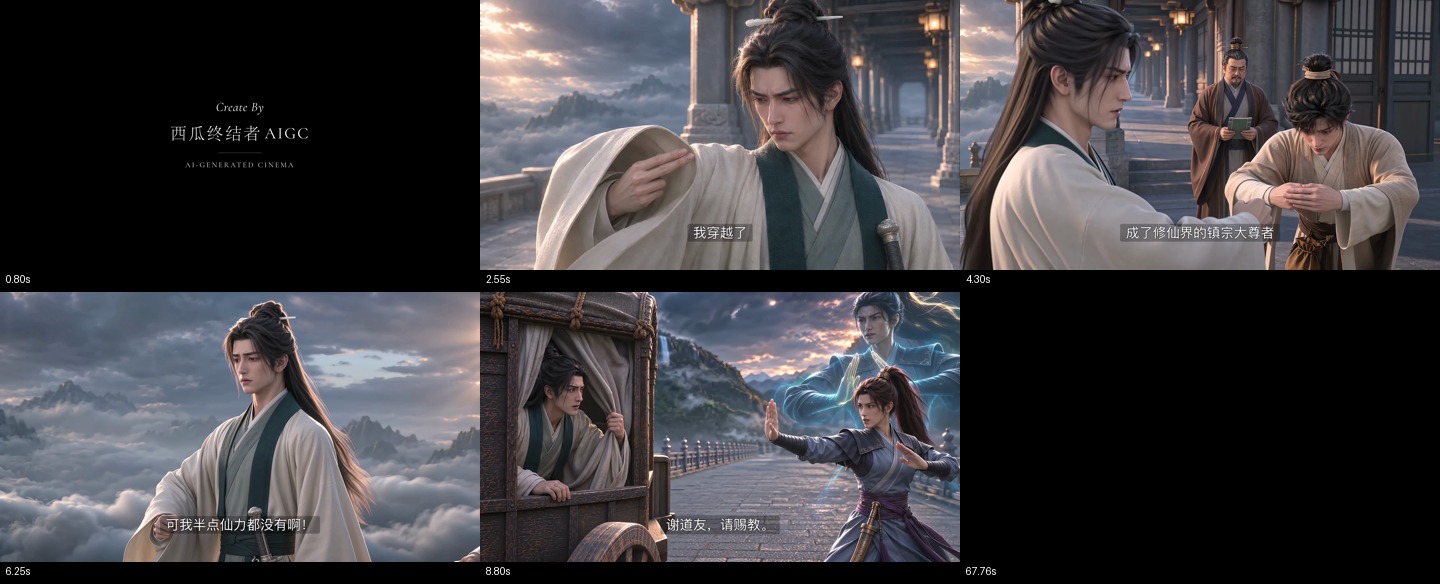 Create By
西瓜终结者 AIGC
AI-GENERATED CINEMA
0.80s
我穿越了
2.55s
成了修仙界的镇宗大尊者
4.30s
可我半点仙力都没有啊！
6.25s
谢道友，请赐教。
8.80s
67.76s